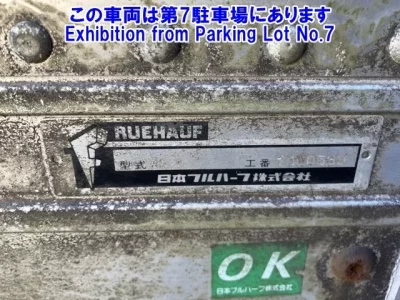 この車両は第7駐車場にあります
Exhibition from Parking Lot No.7
RUEHAUF
型式 工番
日本フルハーフ株式会社
OK
日本フルハーフ株式会社